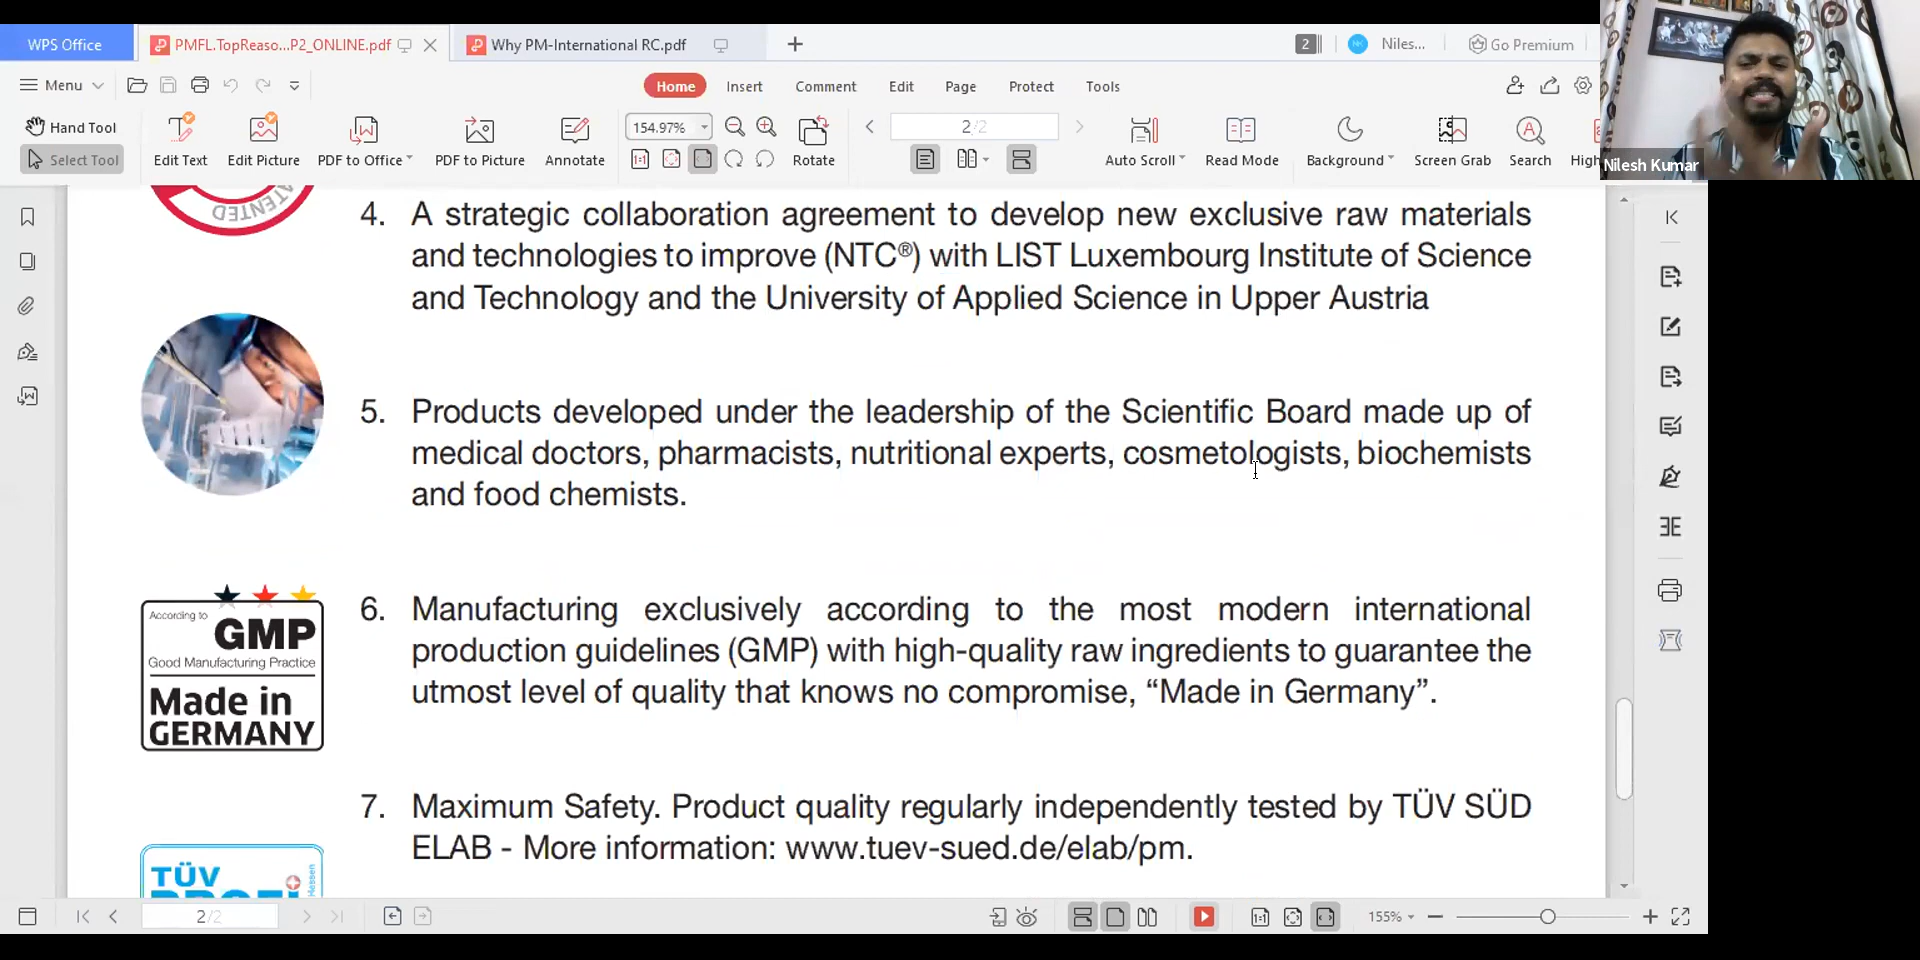 WPS Office
PMFL.TopReaso...P2_ONLINE.pdf
Why PM-International RC.pdf
2
Niles...
Go Premium
Menu
Home
Insert
Comment
Edit
Page
Protect
Tools
Hand Tool
Select Tool
Edit Text
Edit Picture
PDF to Office
PDF to Picture
Annotate
154.97%
Rotate
2/2
Auto Scroll
Read Mode
Background
Screen Grab
Search
Nilesh Kumar
PATENTED
4. A strategic collaboration agreement to develop new exclusive raw materials
and technologies to improve (NTC®) with LIST Luxembourg Institute of Science
and Technology and the University of Applied Science in Upper Austria
5. Products developed under the leadership of the Scientific Board made up of
medical doctors, pharmacists, nutritional experts, cosmetologists, biochemists
and food chemists.
According to
GMP
Good Manufacturing Practice
Made in
GERMANY
6. Manufacturing exclusively according to the most modern international
production guidelines (GMP) with high-quality raw ingredients to guarantee the
utmost level of quality that knows no compromise, “Made in Germany”.
7. Maximum Safety. Product quality regularly independently tested by TÜV SÜD
ELAB - More information: www.tuev-sued.de/elab/pm.
TÜV
2/2
155%